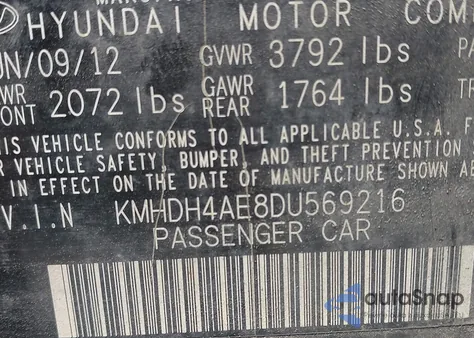 HYUNDAI MOTOR COM
UN/09/12 GVWR 3792 lbs
WR
ONT 2072 lbs GAWR
REAR 1764 lbs TR
IS VEHICLE CONFORMS TO ALL APPLICABLE U.S.A. F
R VEHICLE SAFETY, BUMPER, AND THEFT PREVENTION
IN EFFECT ON THE DATE OF MANUFACTURE SHOWN AB
V.I.N KMHDH4AE8DU569216
PASSENGER CAR
autoSnap